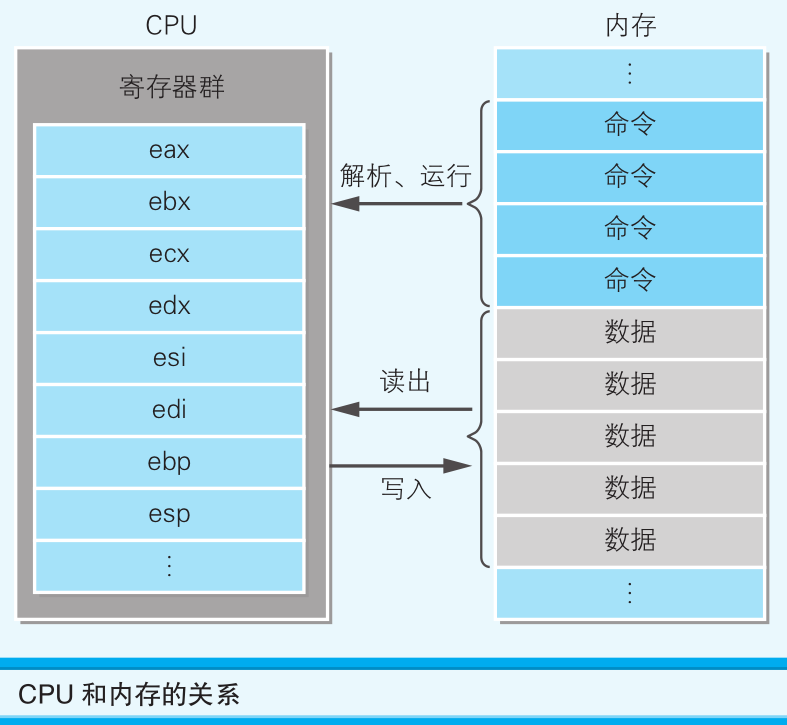 CPU
寄存器群
eax
ebx
ecx
edx
esi
edi
ebp
esp
⋮
解析、运行
读出
写入
内存
⋮
命令
命令
命令
命令
数据
数据
数据
数据
数据
⋮
CPU 和内存的关系